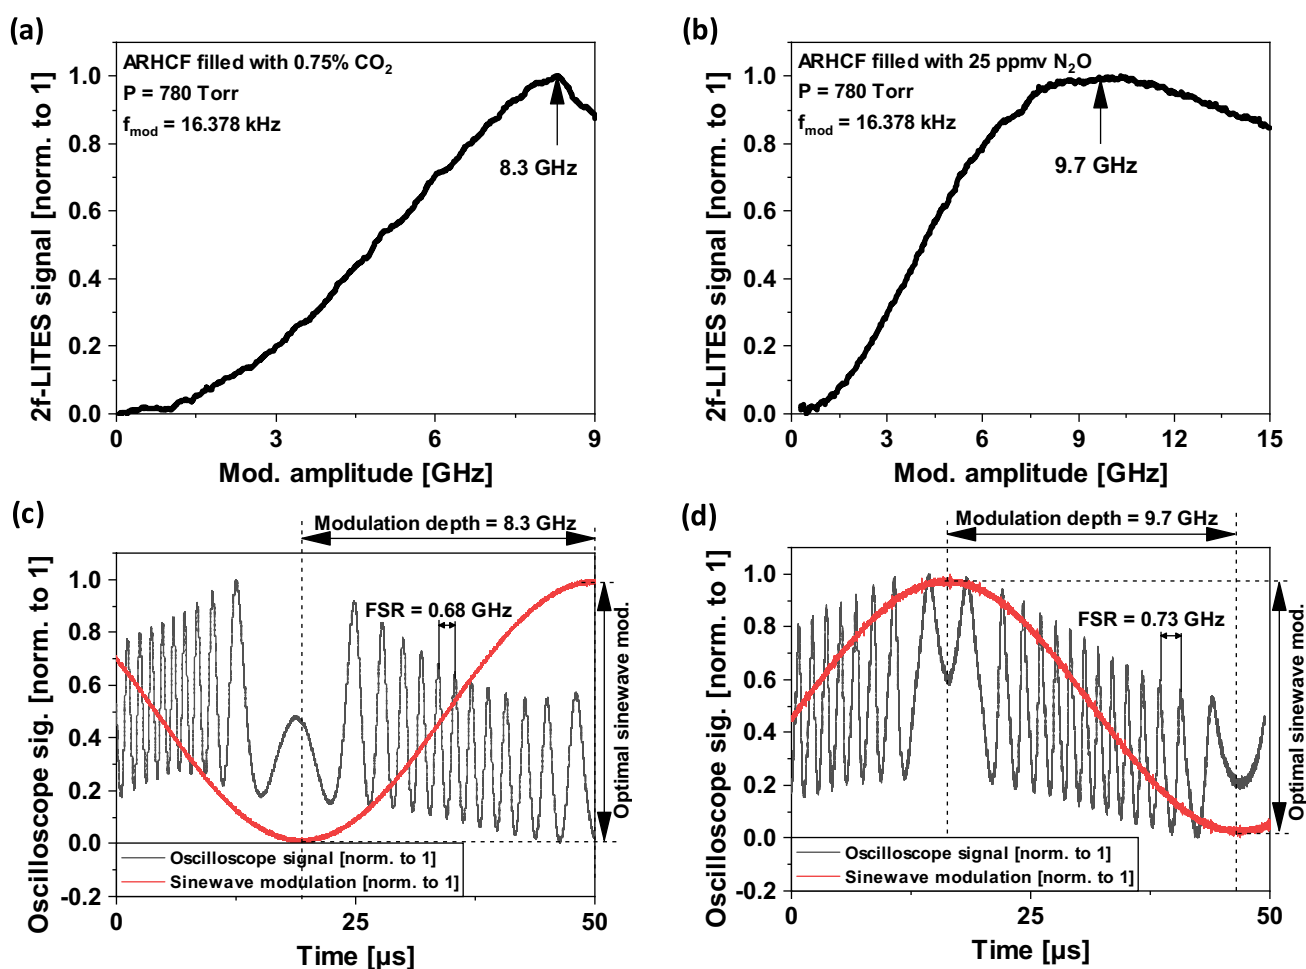 (a)
2f-LITES signal [norm. to 1]
1.0
0.8
0.6
0.4
0.2
0.0
ARHCF filled with 0.75% CO₂
P = 780 Torr
fmod = 16.378 kHz
8.3 GHz
0 3 6 9
Mod. amplitude [GHz]
(b)
2f-LITES signal [norm. to 1]
1.0
0.8
0.6
0.4
0.2
0.0
ARHCF filled with 25 ppmv N₂O
P = 780 Torr
fmod = 16.378 kHz
9.7 GHz
0 3 6 9 12 15
Mod. amplitude [GHz]
(c)
Modulation depth = 8.3 GHz
Oscilloscope sig. [norm. to 1]
1.0
0.8
0.6
0.4
0.2
0.0
-0.2
FSR = 0.68 GHz
Optimal sinewave mod.
Oscilloscope signal [norm. to 1]
Sinewave modulation [norm. to 1]
0 25 50
Time [µs]
(d)
Modulation depth = 9.7 GHz
Oscilloscope sig. [norm. to 1]
1.0
0.8
0.6
0.4
0.2
0.0
-0.2
FSR = 0.73 GHz
Optimal sinewave mod.
Oscilloscope signal [norm. to 1]
Sinewave modulation [norm. to 1]
0 25 50
Time [µs]